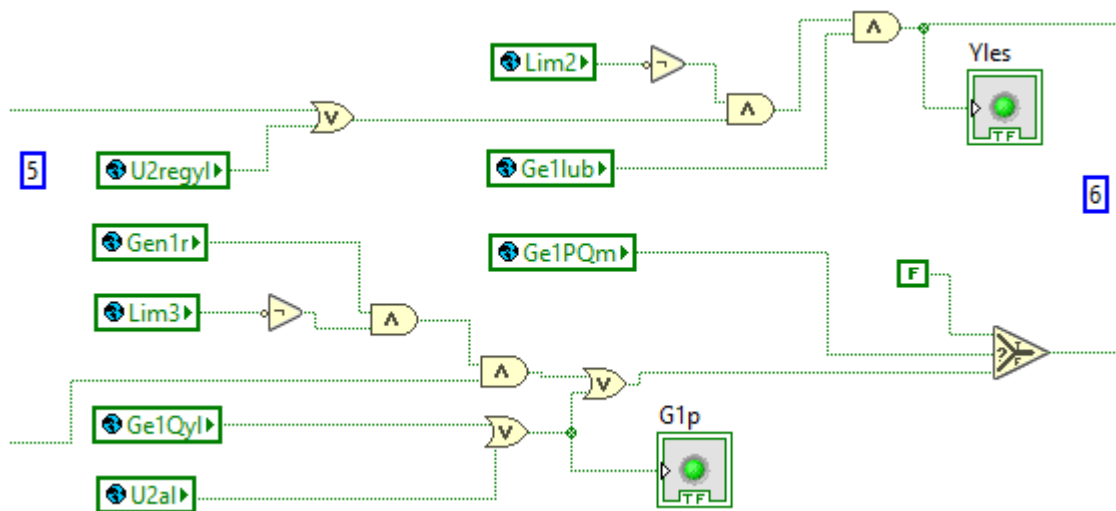 Lim2
Yles
TF
5
U2regyl
Ge1lub
6
Gen1r
Ge1PQm
F
Lim3
? T F
Ge1Qyl
G1p
TF
U2al